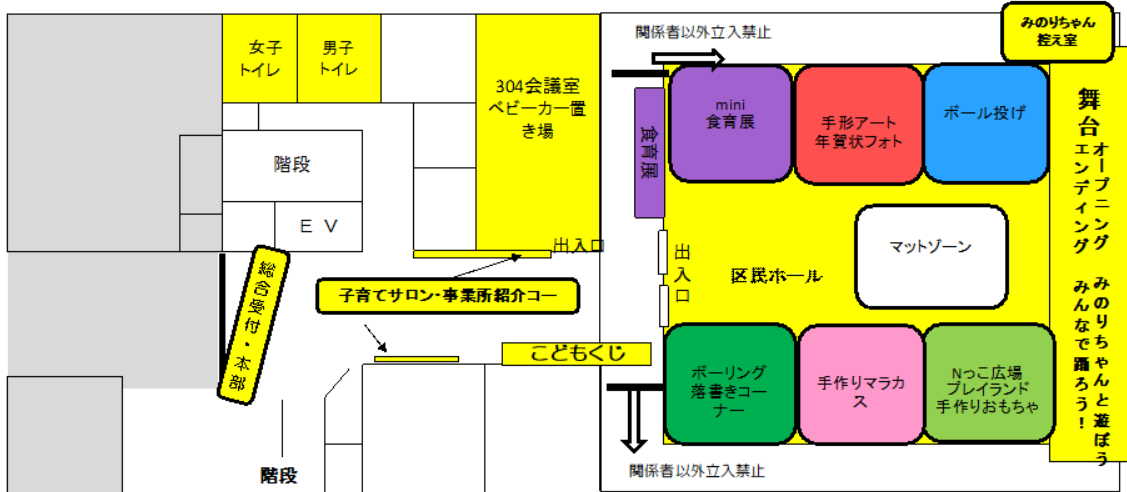 女子
トイレ
男子
トイレ
304会議室
ベビーカー置
き場
階段
ＥＶ
出入口
総合受付・本部
子育てサロン・事業所紹介コー
こどもくじ
階段
関係者以外立入禁止
食育展
mini
食育展
手形アート
年賀状フォト
ボール投げ
みのりちゃん
控え室
舞台
オープニング みのりちゃんと遊ぼう
エンディング みんなで踊ろう！
マットゾーン
区民ホール
出入口
ボーリング
落書きコー
ナー
手作りマラカ
ス
Nっこ広場
プレイランド
手作りおもちゃ
関係者以外立入禁止